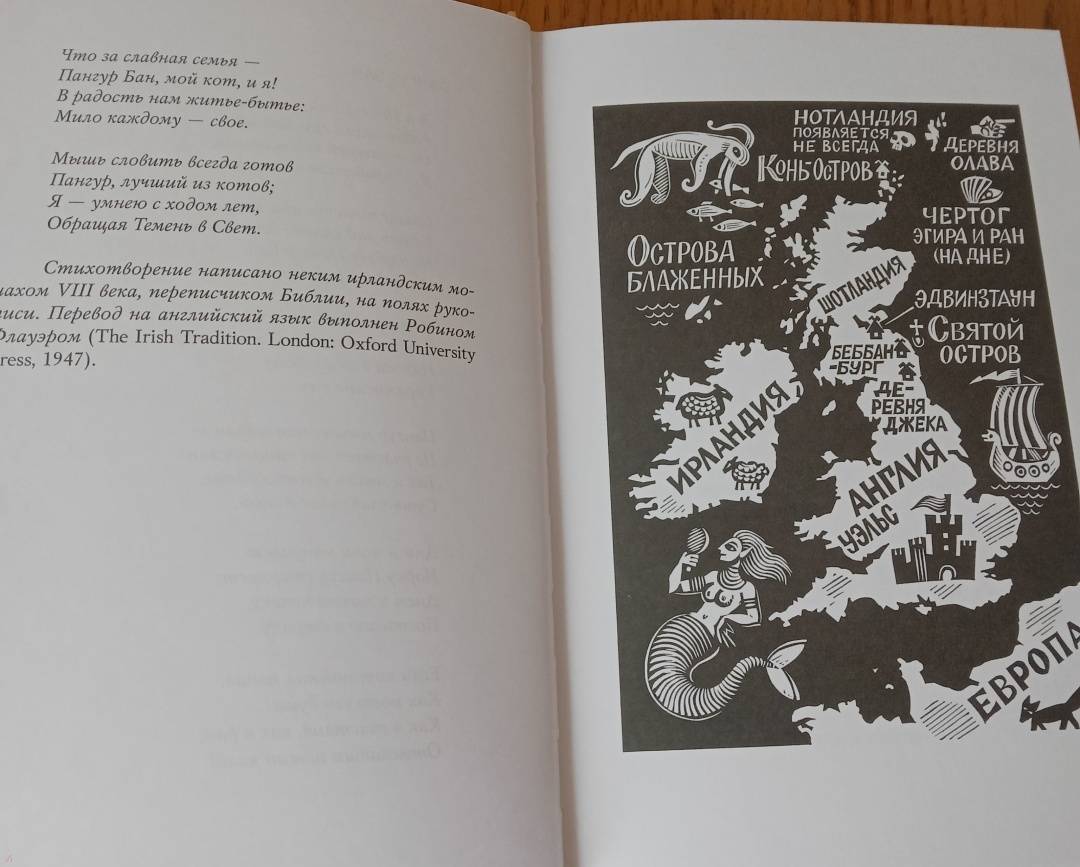 Что за славная семья —
Пангур Бан, мой кот, и я!
В радость нам житье-бытье:
Мило каждому — свое.
Мышь словить всегда готов
Пангур, лучший из котов;
Я — умнею с ходом лет,
Обращая Темень в Свет.
Стихотворение написано неким ирландским мо-
нахом VIII века, переписчиком Библии, на полях руко-
писи. Перевод на английский язык выполнен Робином
Флауэром (The Irish Tradition. London: Oxford University
Press, 1947).
НОТЛАНДИЯ
ПОЯВЛЯЕТСЯ
НЕ ВСЕГДА
КОНЬ-ОСТРОВ
ДЕРЕВНЯ
ОЛАВА
ЧЕРТОГ
ЭГИРА И РАН
(НА ДНЕ)
ОСТРОВА
БЛАЖЕННЫХ
ШОТЛАНДИЯ
ЭДВИНЗТАУН
СВЯТОЙ
ОСТРОВ
БЕББАН-
-БУРГ
ДЕ-
РЕВНЯ
ДЖЕКА
ИРЛАНДИЯ
АНГЛИЯ
УЭЛЬС
ЕВРОПА